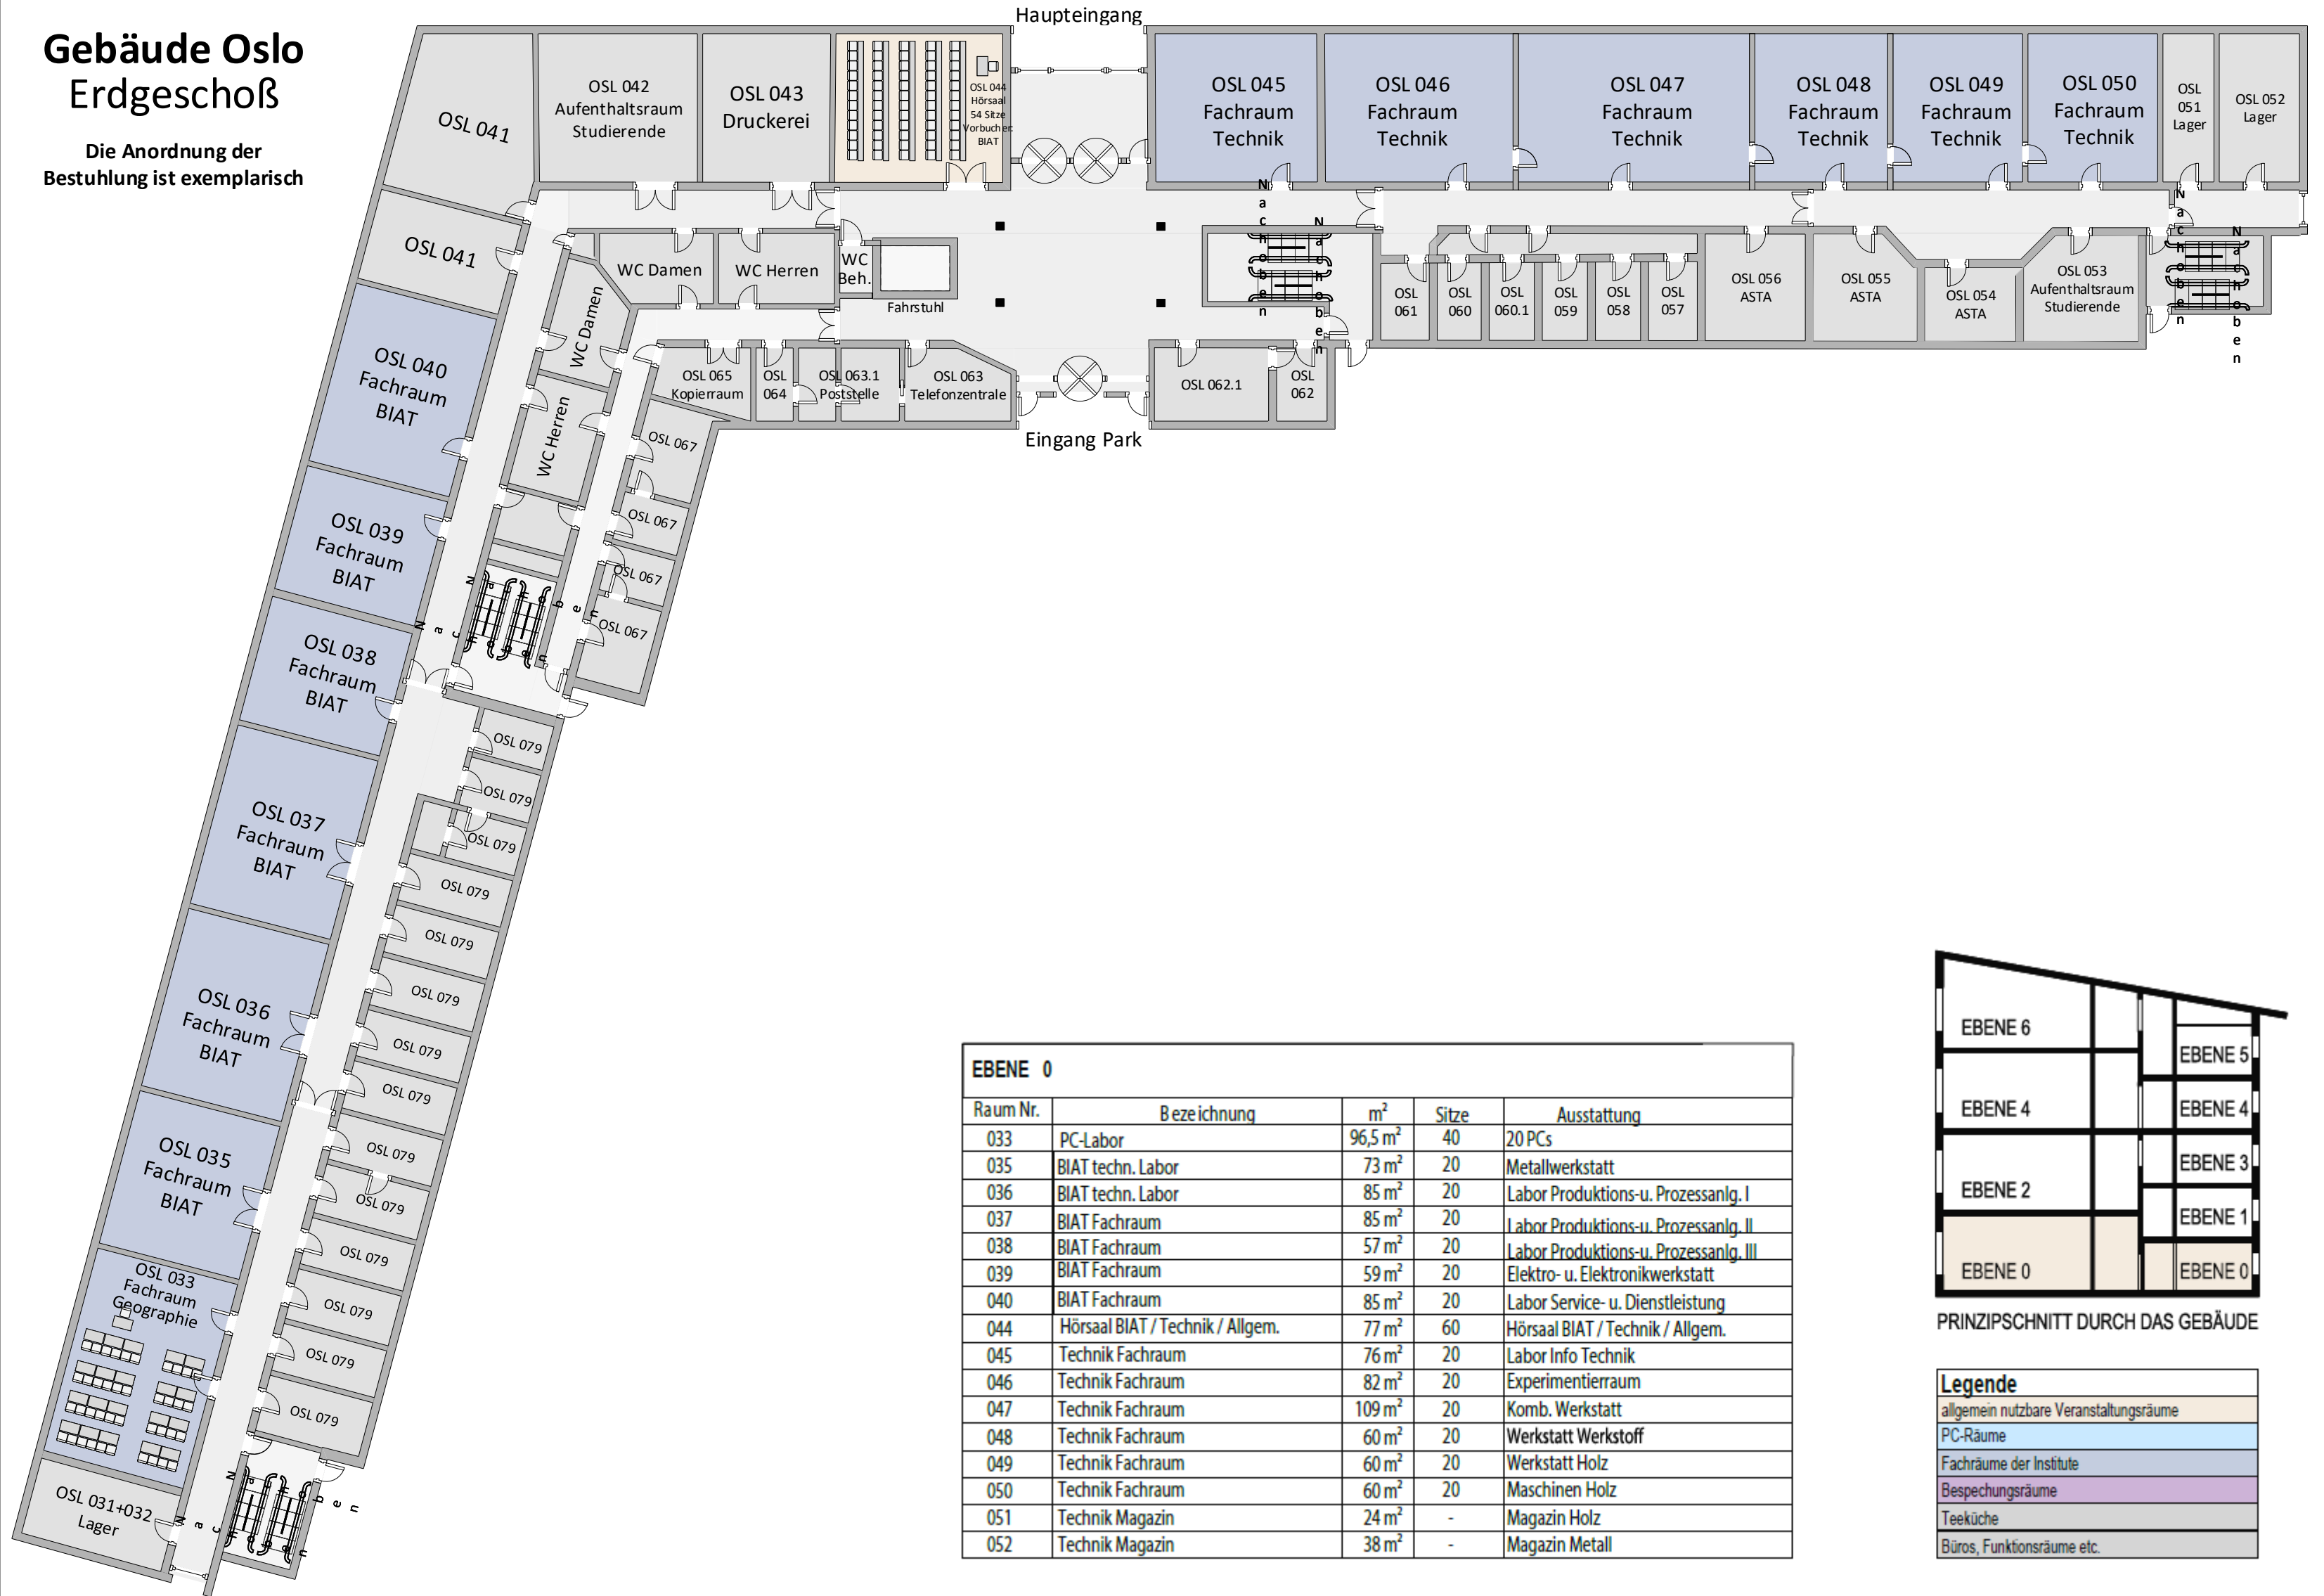 Gebäude Oslo
Erdgeschoß
Die Anordnung der
Bestuhlung ist exemplarisch
Haupteingang
OSL 041
OSL 042
Aufenthaltsraum
Studierende
OSL 043
Druckerei
OSL 044
Hörsaal
54 Sitze
Vorbucher:
BIAT
OSL 045
Fachraum
Technik
OSL 046
Fachraum
Technik
OSL 047
Fachraum
Technik
OSL 048
Fachraum
Technik
OSL 049
Fachraum
Technik
OSL 050
Fachraum
Technik
OSL
051
Lager
OSL 052
Lager
OSL 041
WC Damen
WC Herren
WC
Beh.
Fahrstuhl
Nach oben
Nach oben
OSL
061
OSL
060
OSL
060.1
OSL
059
OSL
058
OSL
057
OSL 056
ASTA
OSL 055
ASTA
OSL 054
ASTA
OSL 053
Aufenthaltsraum
Studierende
Nach oben
Nach oben
WC Damen
WC Herren
OSL 065
Kopierraum
OSL
064
OSL 063.1
Poststelle
OSL 063
Telefonzentrale
Eingang Park
OSL 062.1
OSL
062
OSL 040
Fachraum
BIAT
OSL 067
OSL 067
OSL 067
OSL 067
OSL 039
Fachraum
BIAT
Nach oben
Nach oben
OSL 038
Fachraum
BIAT
OSL 037
Fachraum
BIAT
OSL 036
Fachraum
BIAT
OSL 035
Fachraum
BIAT
OSL 033
Fachraum
Geographie
OSL 031+032
Lager
OSL 079
OSL 079
OSL 079
OSL 079
OSL 079
OSL 079
OSL 079
OSL 079
OSL 079
OSL 079
OSL 079
OSL 079
OSL 079
OSL 079
Nach oben
Nach oben
EBENE 0
Raum Nr. Bezeichnung m² Sitze Ausstattung
033 PC-Labor 96,5 m² 40 20 PCs
035 BIAT techn. Labor 73 m² 20 Metallwerkstatt
036 BIAT techn. Labor 85 m² 20 Labor Produktions-u. Prozessanlg. I
037 BIAT Fachraum 85 m² 20 Labor Produktions-u. Prozessanlg. II
038 BIAT Fachraum 57 m² 20 Labor Produktions-u. Prozessanlg. III
039 BIAT Fachraum 59 m² 20 Elektro- u. Elektronikwerkstatt
040 BIAT Fachraum 85 m² 20 Labor Service- u. Dienstleistung
044 Hörsaal BIAT / Technik / Allgem. 77 m² 60 Hörsaal BIAT / Technik / Allgem.
045 Technik Fachraum 76 m² 20 Labor Info Technik
046 Technik Fachraum 82 m² 20 Experimentierraum
047 Technik Fachraum 109 m² 20 Komb. Werkstatt
048 Technik Fachraum 60 m² 20 Werkstatt Werkstoff
049 Technik Fachraum 60 m² 20 Werkstatt Holz
050 Technik Fachraum 60 m² 20 Maschinen Holz
051 Technik Magazin 24 m² - Magazin Holz
052 Technik Magazin 38 m² - Magazin Metall
EBENE 6
EBENE 5
EBENE 4
EBENE 4
EBENE 3
EBENE 2
EBENE 1
EBENE 0
EBENE 0
PRINZIPSCHNITT DURCH DAS GEBÄUDE
Legende
allgemein nutzbare Veranstaltungsräume
PC-Räume
Fachräume der Institute
Bespechungsräume
Teeküche
Büros, Funktionsräume etc.